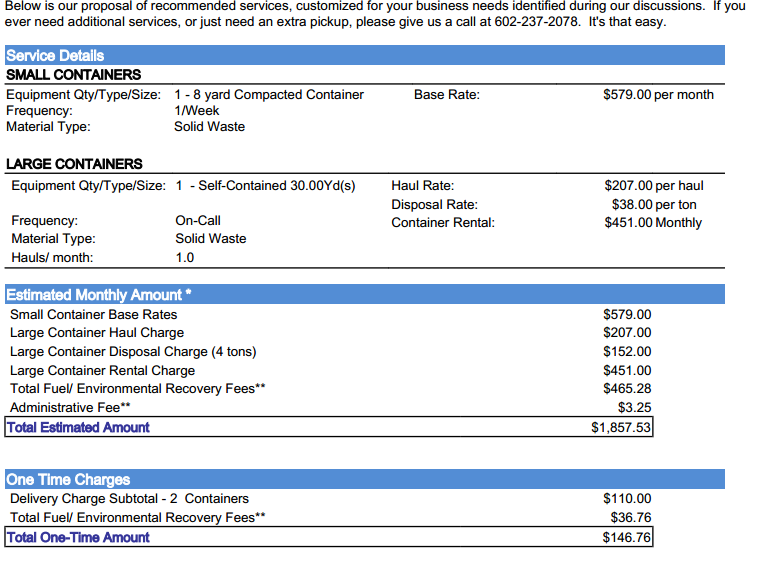 Below is our proposal of recommended services, customized for your business needs identified during our discussions. If you
ever need additional services, or just need an extra pickup, please give us a call at 602-237-2078. It's that easy.
Service Details
SMALL CONTAINERS
Equipment Qty/Type/Size: 1 - 8 yard Compacted Container Base Rate: $579.00 per month
Frequency: 1/Week
Material Type: Solid Waste
LARGE CONTAINERS
Equipment Qty/Type/Size: 1 - Self-Contained 30.00Yd(s) Haul Rate: $207.00 per haul
Disposal Rate: $38.00 per ton
Frequency: On-Call Container Rental: $451.00 Monthly
Material Type: Solid Waste
Hauls/ month: 1.0
Estimated Monthly Amount *
Small Container Base Rates $579.00
Large Container Haul Charge $207.00
Large Container Disposal Charge (4 tons) $152.00
Large Container Rental Charge $451.00
Total Fuel/ Environmental Recovery Fees** $465.28
Administrative Fee** $3.25
Total Estimated Amount $1,857.53
One Time Charges
Delivery Charge Subtotal - 2 Containers $110.00
Total Fuel/ Environmental Recovery Fees** $36.76
Total One-Time Amount $146.76